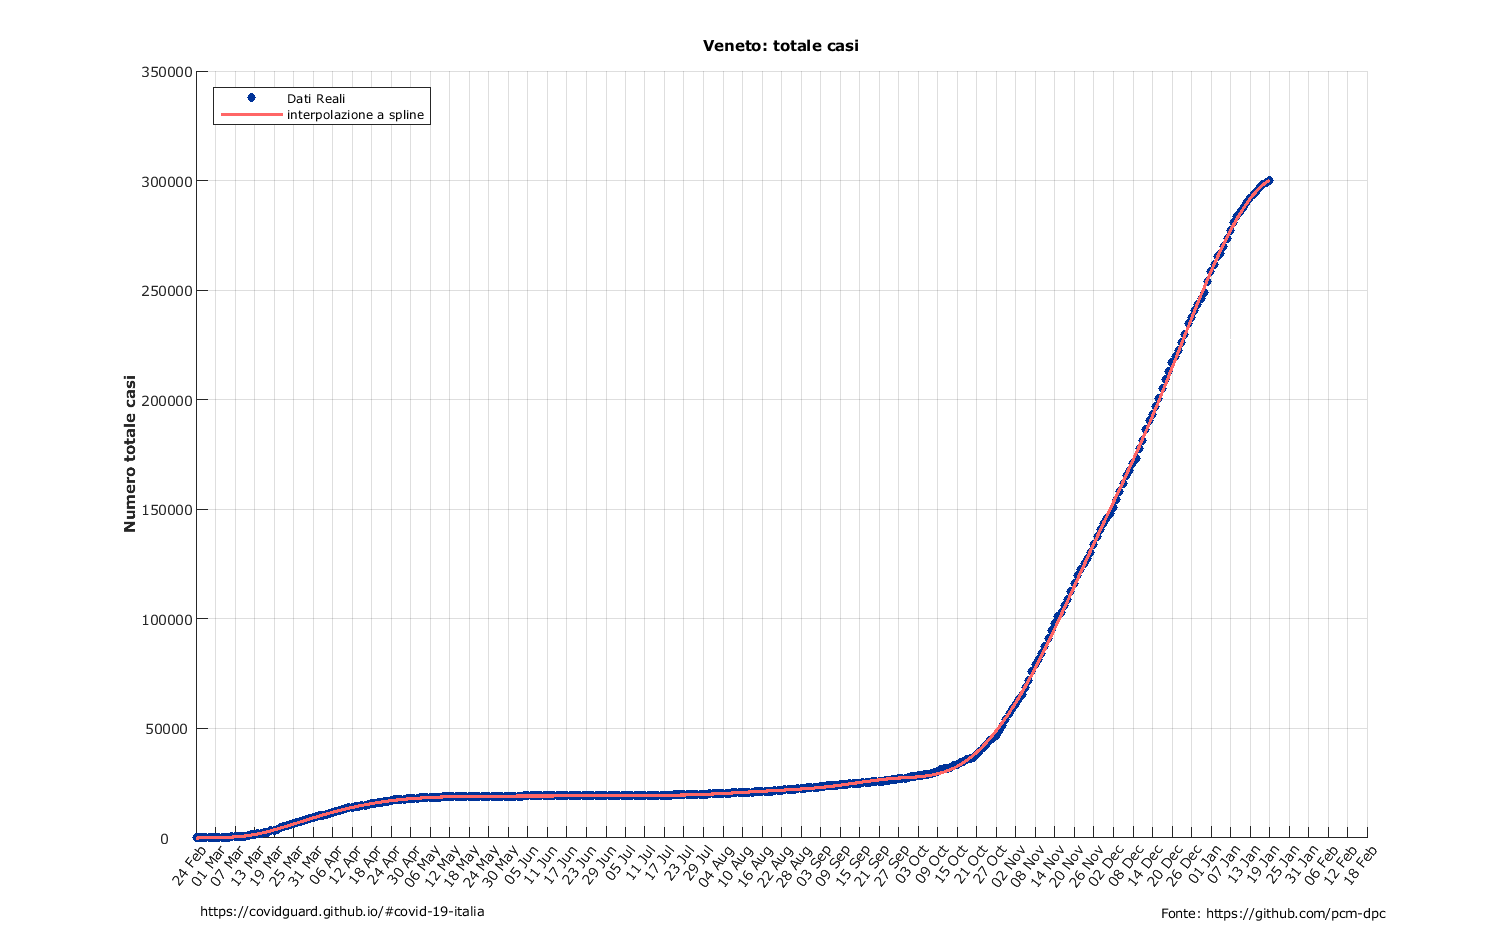 Veneto: totale casi
350000
Dati Reali
interpolazione a spline
300000
250000
200000
150000
100000
50000
0
Numero totale casi
24 Feb
01 Mar
07 Mar
13 Mar
19 Mar
25 Mar
31 Mar
06 Apr
12 Apr
18 Apr
24 Apr
30 Apr
06 May
12 May
18 May
24 May
30 May
05 Jun
11 Jun
17 Jun
23 Jun
29 Jun
05 Jul
11 Jul
17 Jul
23 Jul
29 Jul
04 Aug
10 Aug
16 Aug
22 Aug
28 Aug
03 Sep
09 Sep
15 Sep
21 Sep
27 Sep
03 Oct
09 Oct
15 Oct
21 Oct
27 Oct
02 Nov
08 Nov
14 Nov
20 Nov
26 Nov
02 Dec
08 Dec
14 Dec
20 Dec
26 Dec
01 Jan
07 Jan
13 Jan
19 Jan
25 Jan
31 Jan
06 Feb
12 Feb
18 Feb
https://covidguard.github.io/#covid-19-italia
Fonte: https://github.com/pcm-dpc